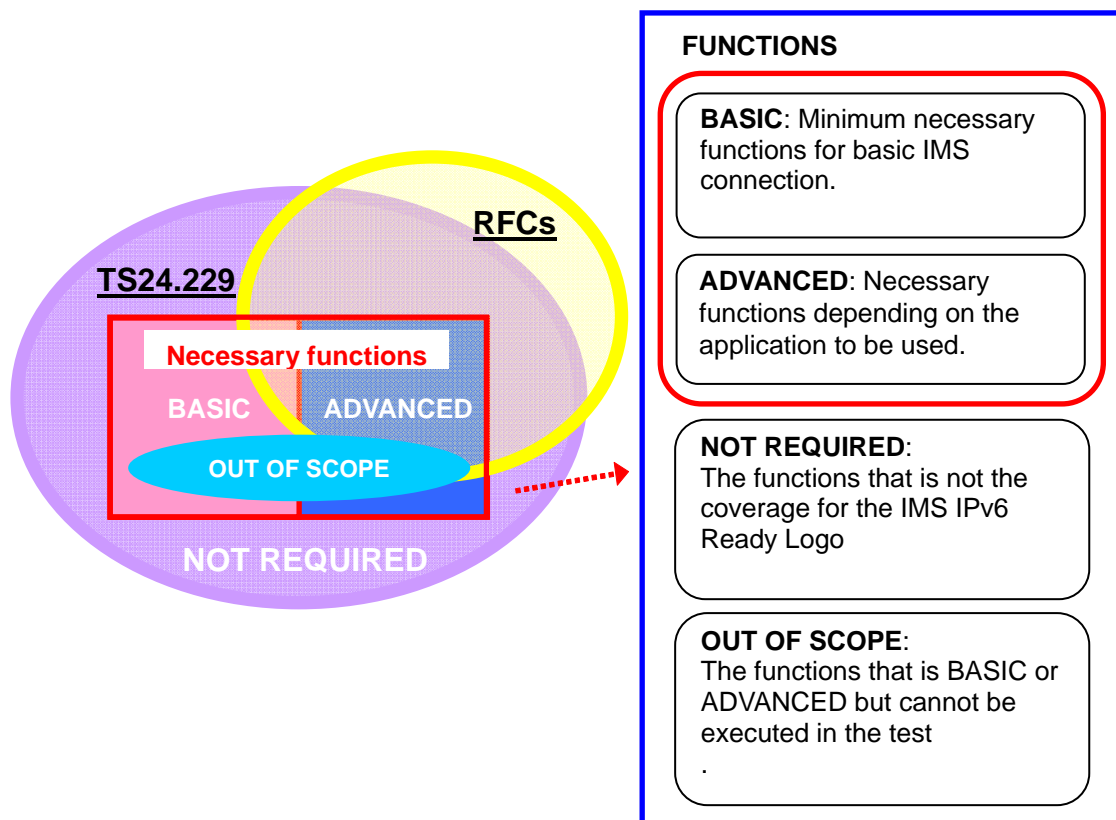 RFCs
TS24.229
Necessary functions
BASIC
ADVANCED
OUT OF SCOPE
NOT REQUIRED
FUNCTIONS
BASIC: Minimum necessary
functions for basic IMS
connection.
ADVANCED: Necessary
functions depending on the
application to be used.
NOT REQUIRED:
The functions that is not the
coverage for the IMS IPv6
Ready Logo
OUT OF SCOPE:
The functions that is BASIC or
ADVANCED but cannot be
executed in the test
.